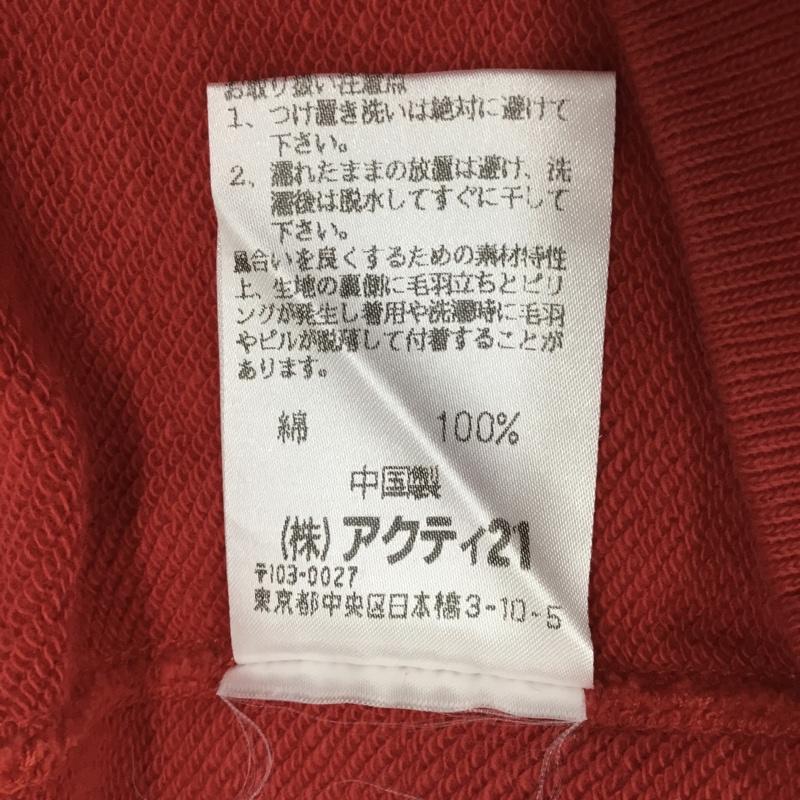 お取り扱い注意点
1、つけ置き洗いは絶対に避けて
下さい。
2、濡れたままの放置は避け、洗
濯後は脱水してすぐに干して
下さい。
風合いを良くするための素材特性
上、生地の裏側に毛羽立ちとピリ
ングが発生し着用や洗濯時に毛羽
やピルが脱落して付着することが
あります。
綿 100%
中国製
(株)アクティ21
〒103-0027
東京都中央区日本橋3-10-5